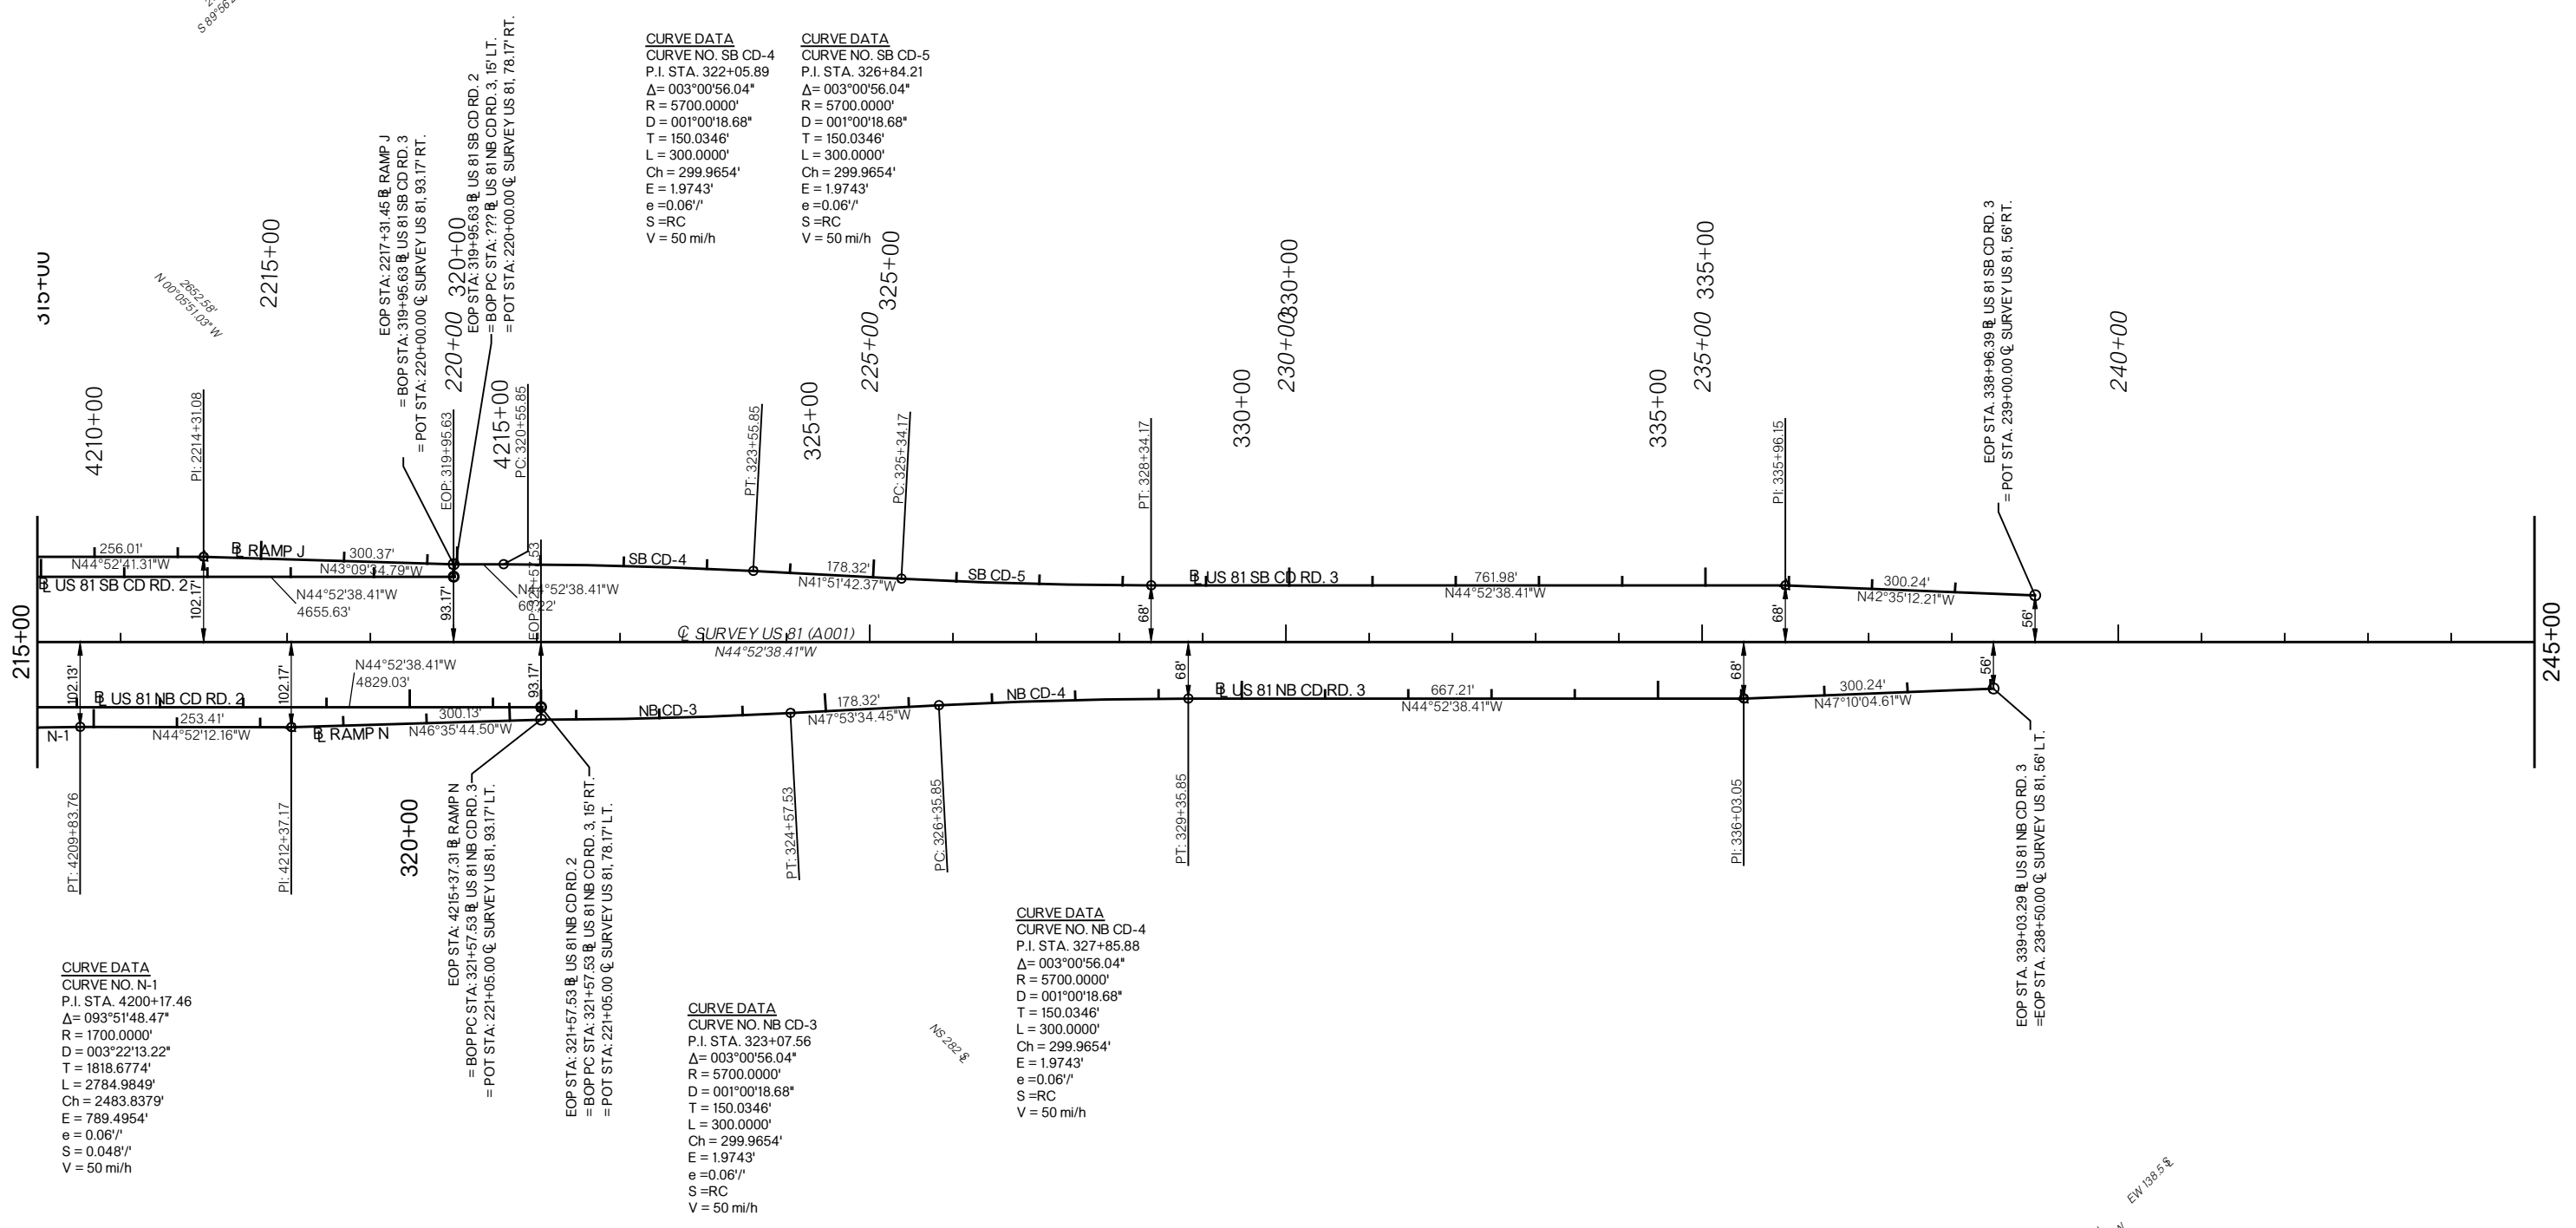 CURVE DATA
CURVE NO. SB CD-4
P.I. STA. 322+05.89
Δ= 003°00'56.04"
R = 5700.0000'
D = 001°00'18.68"
T = 150.0346'
L = 300.0000'
Ch = 299.9654'
E = 1.9743'
e =0.06'/'
S =RC
V = 50 mi/h
CURVE DATA
CURVE NO. SB CD-5
P.I. STA. 326+84.21
Δ= 003°00'56.04"
R = 5700.0000'
D = 001°00'18.68"
T = 150.0346'
L = 300.0000'
Ch = 299.9654'
E = 1.9743'
e =0.06'/'
S =RC
V = 50 mi/h
2652.58'
N 00°05'51.03" W
315+00
2215+00
320+00
325+00
330+00
335+00
220+00
225+00
230+00
235+00
240+00
4210+00
4215+00
325+00
330+00
335+00
EOP STA: 2217+31.45 ℄ RAMP J
= BOP STA: 319+95.63 ℄ US 81 SB CD RD. 3
= POT STA: 220+00.00 ℄ SURVEY US 81, 93.17' RT.
EOP STA: 319+95.63 ℄ US 81 SB CD RD. 2
= BOP PC STA: ??? ℄ US 81 NB CD RD. 3, 15' LT.
= POT STA: 220+00.00 ℄ SURVEY US 81, 78.17' RT.
EOP STA. 338+96.39 ℄ US 81 SB CD RD. 3
= POT STA. 239+00.00 ℄ SURVEY US 81, 56' RT.
PI: 2214+31.08
EOP: 319+95.63
PC: 320+55.85
PT: 323+55.85
PC: 325+34.17
PT: 328+34.17
PI: 335+96.15
EOP: 321+57.53
256.01'
N44°52'41.31"W
℄ RAMP J
300.37'
N43°09'34.79"W
℄ US 81 SB CD RD. 2
N44°52'38.41"W
4655.63'
102.17'
93.17'
N44°52'38.41"W
60.22'
SB CD-4
178.32'
N41°51'42.37"W
SB CD-5
℄ US 81 SB CD RD. 3
761.98'
N44°52'38.41"W
300.24'
N42°35'12.21"W
68'
68'
56'
215+00
℄ SURVEY US 81 (A001)
N44°52'38.41"W
245+00
102.13'
102.17'
93.17'
68'
68'
56'
N44°52'38.41"W
4829.03'
℄ US 81 NB CD RD. 2
N-1
253.41'
N44°52'12.16"W
℄ RAMP N
300.13'
N46°35'44.50"W
NB CD-3
178.32'
N47°53'34.45"W
NB CD-4
℄ US 81 NB CD RD. 3
667.21'
N44°52'38.41"W
300.24'
N47°10'04.61"W
PT: 4209+83.76
PI: 4212+37.17
320+00
PT: 324+57.53
PC: 326+35.85
PT: 329+35.85
PI: 336+03.05
EOP STA: 4215+37.31 ℄ RAMP N
= BOP PC STA: 321+57.53 ℄ US 81 NB CD RD. 3
= POT STA: 221+05.00 ℄ SURVEY US 81, 93.17' LT.
EOP STA: 321+57.53 ℄ US 81 NB CD RD. 2
= BOP PC STA: 321+57.53 ℄ US 81 NB CD RD. 3, 15' RT.
= POT STA: 221+05.00 ℄ SURVEY US 81, 78.17' LT.
EOP STA. 339+03.29 ℄ US 81 NB CD RD. 3
=EOP STA. 238+50.00 ℄ SURVEY US 81, 56' LT.
CURVE DATA
CURVE NO. N-1
P.I. STA. 4200+17.46
Δ= 093°51'48.47"
R = 1700.0000'
D = 003°22'13.22"
T = 1818.6774'
L = 2784.9849'
Ch = 2483.8379'
E = 789.4954'
e = 0.06'/'
S = 0.048'/'
V = 50 mi/h
CURVE DATA
CURVE NO. NB CD-3
P.I. STA. 323+07.56
Δ= 003°00'56.04"
R = 5700.0000'
D = 001°00'18.68"
T = 150.0346'
L = 300.0000'
Ch = 299.9654'
E = 1.9743'
e =0.06'/'
S =RC
V = 50 mi/h
NS 282
CURVE DATA
CURVE NO. NB CD-4
P.I. STA. 327+85.88
Δ= 003°00'56.04"
R = 5700.0000'
D = 001°00'18.68"
T = 150.0346'
L = 300.0000'
Ch = 299.9654'
E = 1.9743'
e =0.06'/'
S =RC
V = 50 mi/h
EW 138.5